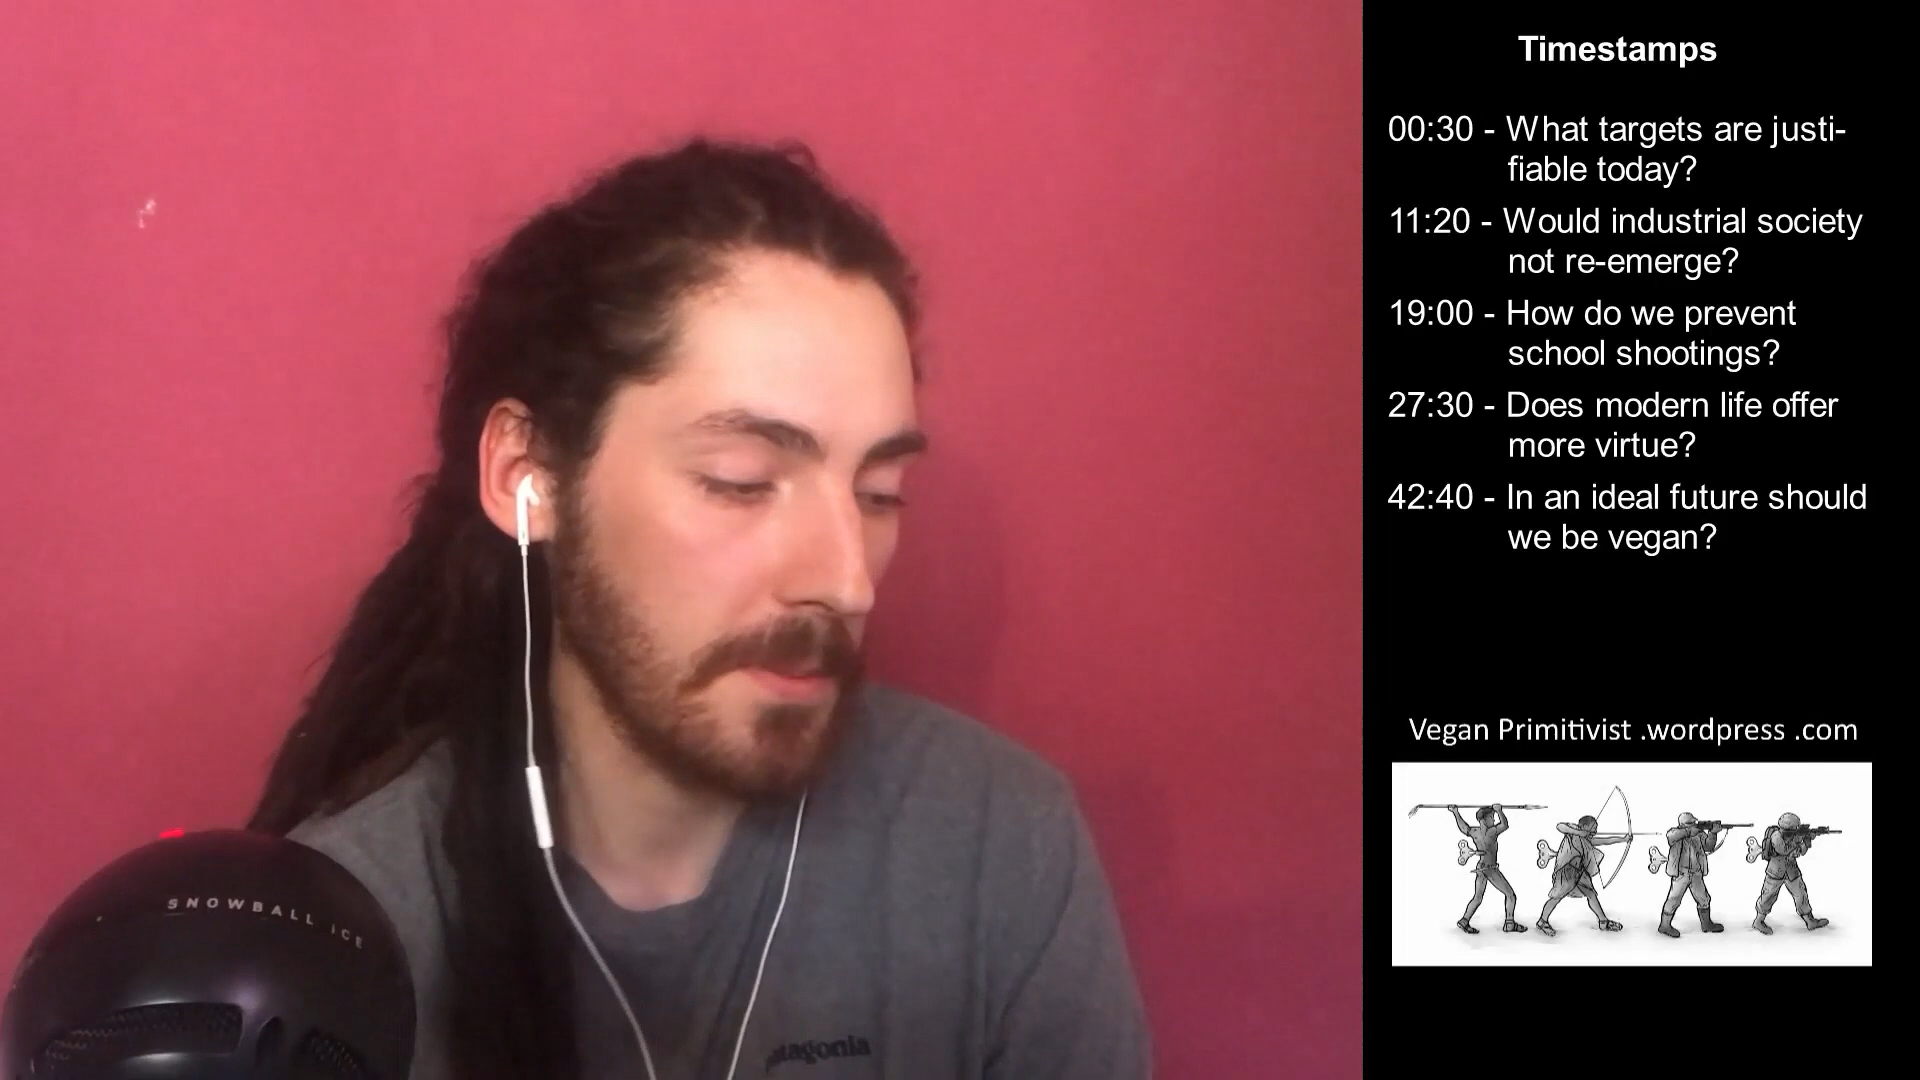 Timestamps
00:30 - What targets are justi-
fiable today?
11:20 - Would industrial society
not re-emerge?
19:00 - How do we prevent
school shootings?
27:30 - Does modern life offer
more virtue?
42:40 - In an ideal future should
we be vegan?
Vegan Primitivist .wordpress .com
SNOWBALL ICE
patagonia